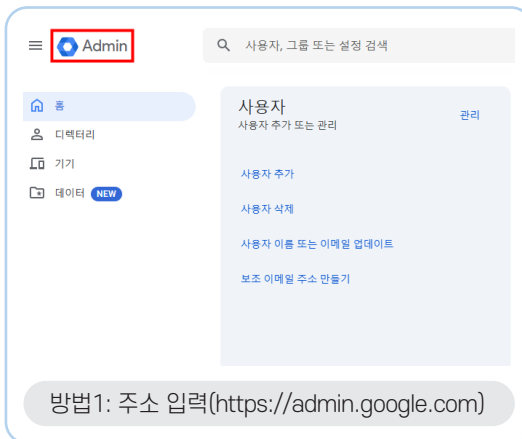 Admin
사용자, 그룹 또는 설정 검색
홈
디렉터리
기기
데이터 NEW
사용자
사용자 추가 또는 관리
관리
사용자 추가
사용자 삭제
사용자 이름 또는 이메일 업데이트
보조 이메일 주소 만들기
방법1: 주소 입력(https://admin.google.com)